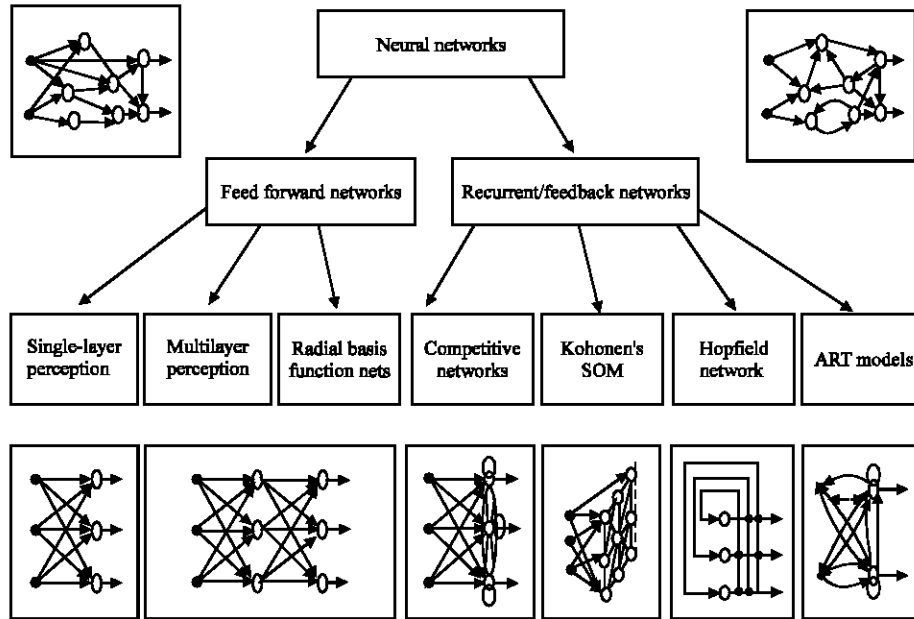 Neural networks
Feed forward networks
Recurrent/feedback networks
Single-layer
perception
Multilayer
perception
Radial basis
function nets
Competitive
networks
Kohonen's
SOM
Hopfield
network
ART models